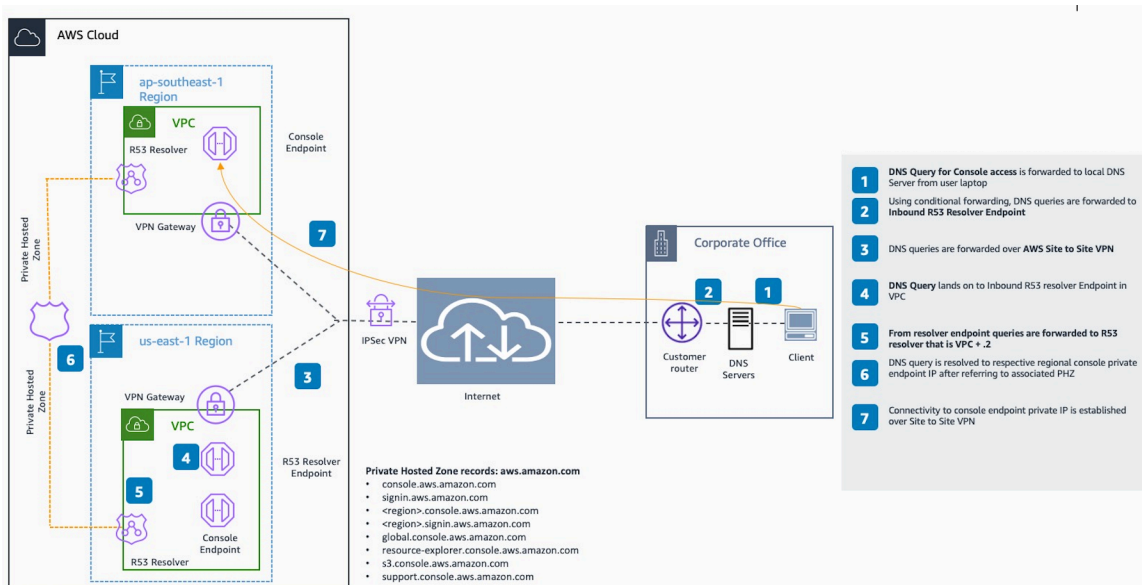 AWS Cloud
ap-southeast-1
Region
VPC
R53 Resolver
Console
Endpoint
VPN Gateway
Private Hosted
Zone
7
6
Private Hosted
Zone
us-east-1 Region
3
VPN Gateway
VPC
4
R53 Resolver
Endpoint
5
Console
Endpoint
R53 Resolver
IPSec VPN
Internet
Corporate Office
2
1
Customer
router
DNS
Servers
Client
Private Hosted Zone records: aws.amazon.com
• console.aws.amazon.com
• signin.aws.amazon.com
• <region>.console.aws.amazon.com
• <region>.signin.aws.amazon.com
• global.console.aws.amazon.com
• resource-explorer.console.aws.amazon.com
• s3.console.aws.amazon.com
• support.console.aws.amazon.com
1
DNS Query for Console access is forwarded to local DNS
Server from user laptop
2
Using conditional forwarding, DNS queries are forwarded to
Inbound R53 Resolver Endpoint
3
DNS queries are forwarded over AWS Site to Site VPN
4
DNS Query lands on to Inbound R53 resolver Endpoint in
VPC
5
From resolver endpoint queries are forwarded to R53
resolver that is VPC + .2
6
DNS query is resolved to respective regional console private
endpoint IP after referring to associated PHZ
7
Connectivity to console endpoint private IP is established
over Site to Site VPN